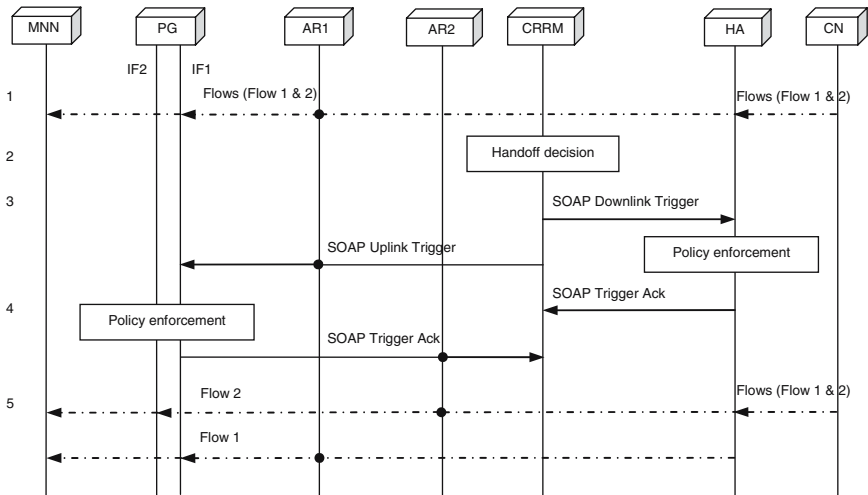 MNN PG AR1 AR2 CRRM HA CN
IF2 IF1
1 Flows (Flow 1 & 2) Flows (Flow 1 & 2)
2 Handoff decision
3 SOAP Downlink Trigger
SOAP Uplink Trigger Policy enforcement
4 SOAP Trigger Ack
Policy enforcement
SOAP Trigger Ack
5 Flow 2 Flows (Flow 1 & 2)
Flow 1